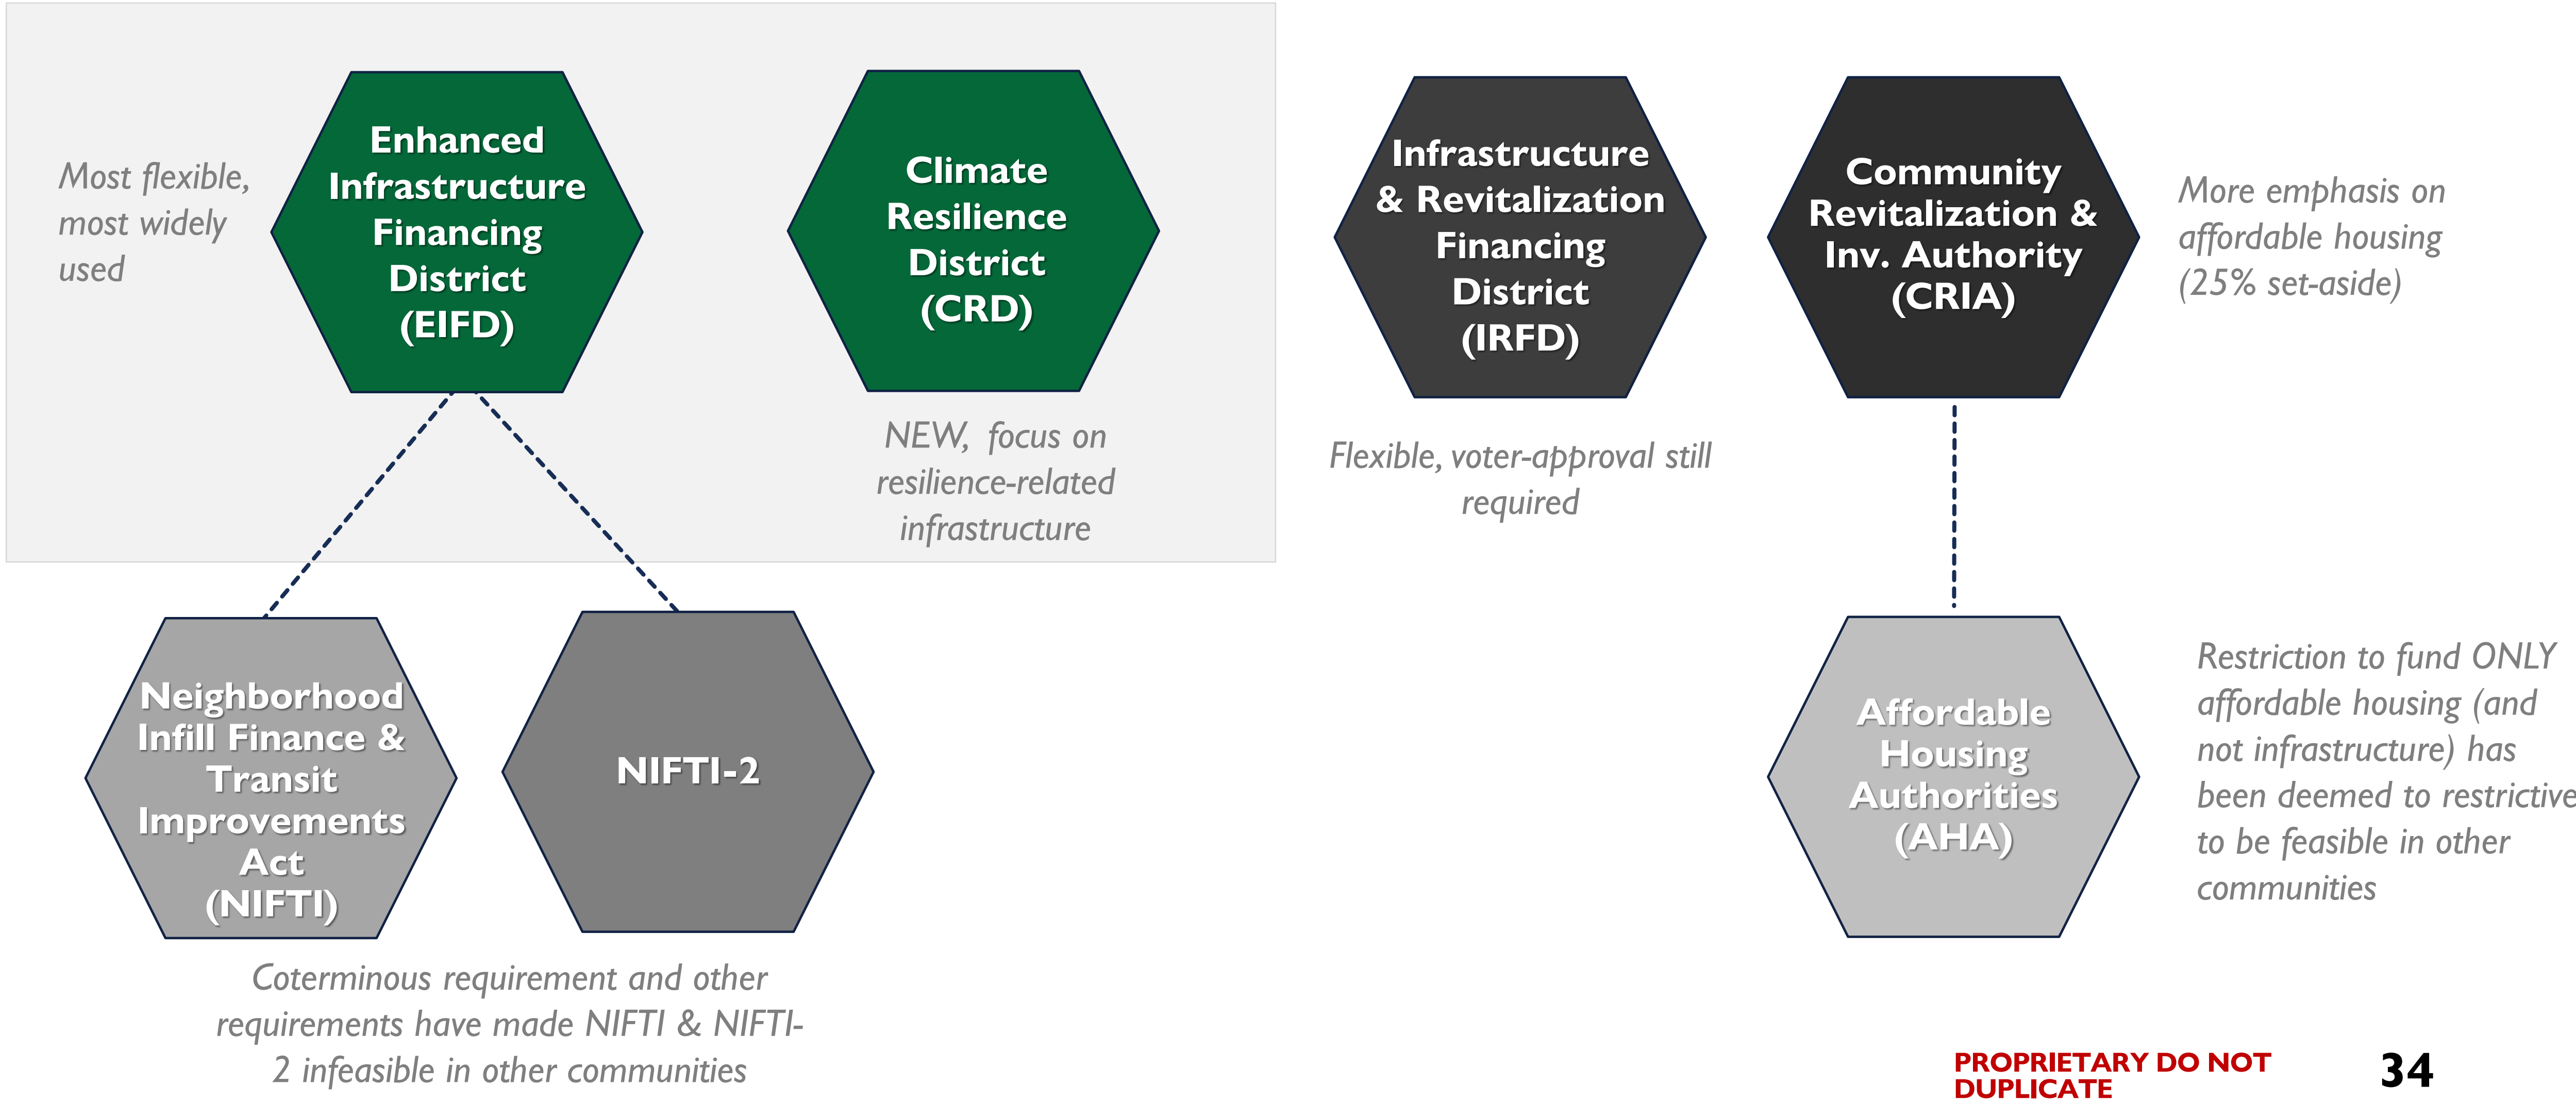 Most flexible,
most widely
used
Enhanced
Infrastructure
Financing
District
(EIFD)
Climate
Resilience
District
(CRD)
NEW,  focus on
resilience-related
infrastructure
Infrastructure
& Revitalization
Financing
District
(IRFD)
Flexible, voter-approval still
required
Community
Revitalization &
Inv. Authority
(CRIA)
More emphasis on
affordable housing
(25% set-aside)
Neighborhood
Infill Finance &
Transit
Improvements
Act
(NIFTI)
NIFTI-2
Coterminous requirement and other
requirements have made NIFTI & NIFTI-
2 infeasible in other communities
Affordable
Housing
Authorities
(AHA)
Restriction to fund ONLY
affordable housing (and
not infrastructure) has
been deemed to restrictive
to be feasible in other
communities
PROPRIETARY DO NOT
DUPLICATE
34